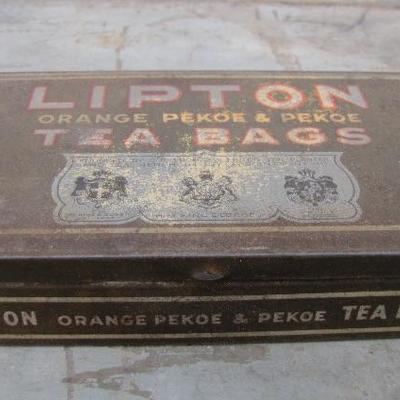 LIPTON
ORANGE PEKOE & PEKOE
TEA BAGS
ON ORANGE PEKOE & PEKOE TEA